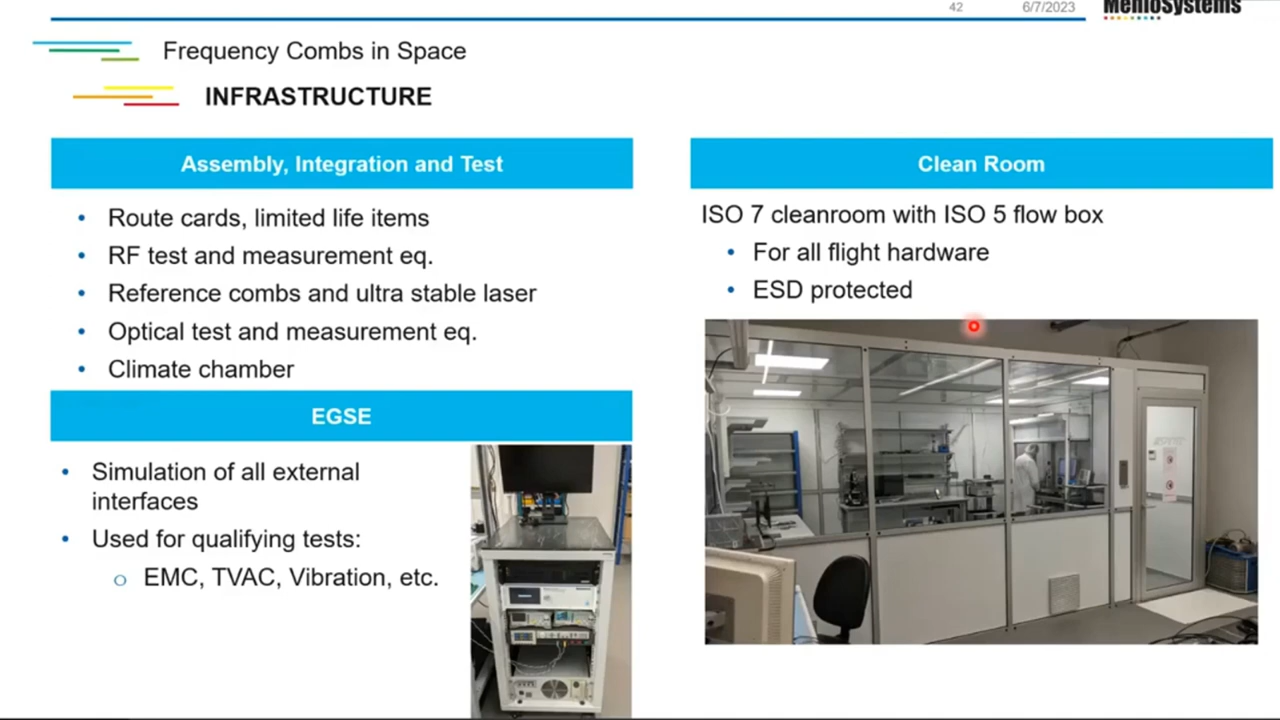 42
6/7/2023
MenloSystems
Frequency Combs in Space
INFRASTRUCTURE
Assembly, Integration and Test
Route cards, limited life items
RF test and measurement eq.
Reference combs and ultra stable laser
Optical test and measurement eq.
Climate chamber
EGSE
Simulation of all external
interfaces
Used for qualifying tests:
EMC, TVAC, Vibration, etc.
Clean Room
ISO 7 cleanroom with ISO 5 flow box
For all flight hardware
ESD protected